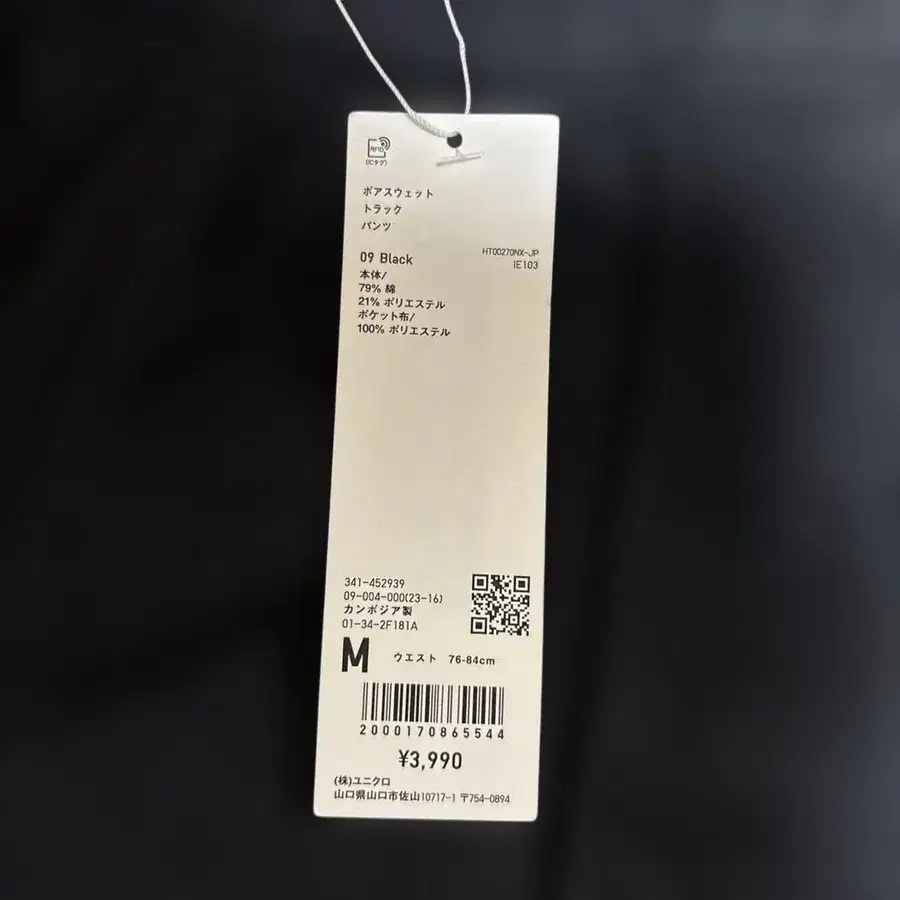 RFID
(ICタグ)
ボアスウェット
トラック
パンツ
09 Black
HT00270NX-JP
IE103
本体/
79% 綿
21% ポリエステル
ポケット布/
100% ポリエステル
341-452939
09-004-000(23-16)
カンボジア製
01-34-2F181A
M ウエスト 76-84cm
2000170865544
¥3,990
(株)ユニクロ
山口県山口市佐山10717-1 〒754-0894